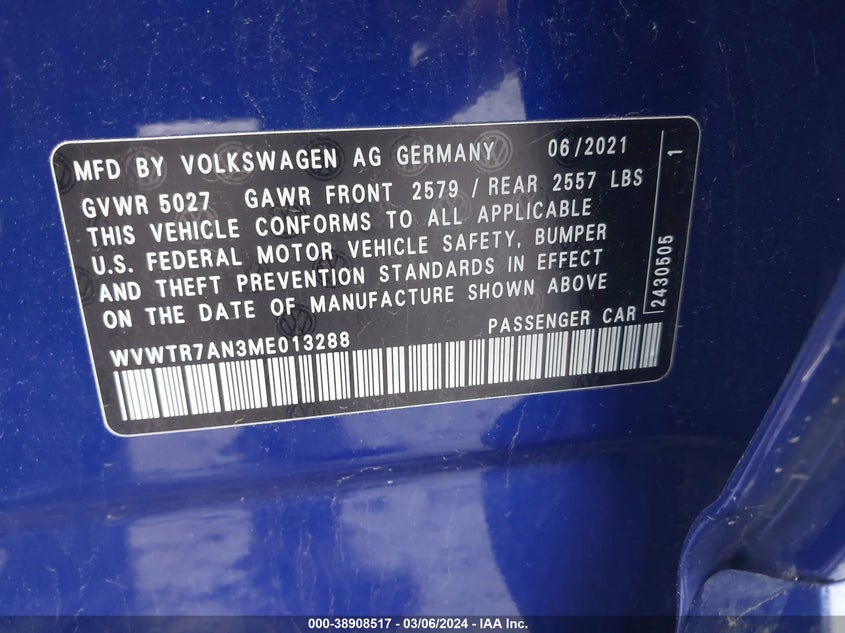 MFD BY VOLKSWAGEN AG GERMANY 06/2021
GVWR 5027 GAWR FRONT 2579 / REAR 2557 LBS
THIS VEHICLE CONFORMS TO ALL APPLICABLE
U.S. FEDERAL MOTOR VEHICLE SAFETY, BUMPER
AND THEFT PREVENTION STANDARDS IN EFFECT
ON THE DATE OF MANUFACTURE SHOWN ABOVE
WVWTR7AN3ME013288 PASSENGER CAR
2430505 1
000-38908517 - 03/06/2024 - IAA Inc.